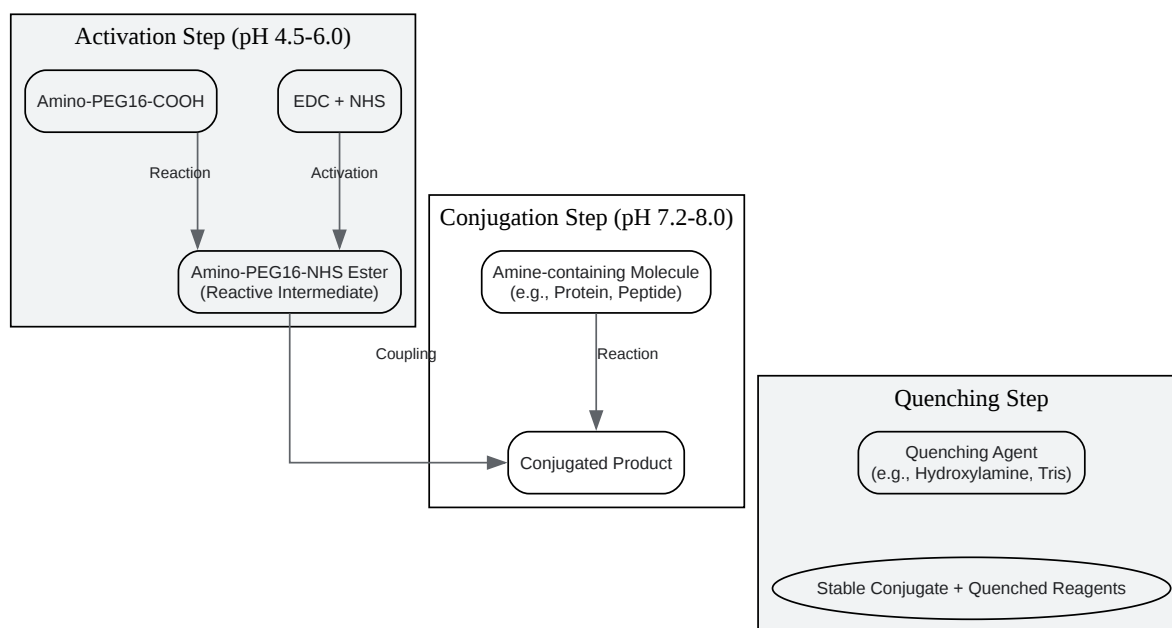 Activation Step (pH 4.5-6.0)
Amino-PEG16-COOH
EDC + NHS
Reaction
Activation
Amino-PEG16-NHS Ester
(Reactive Intermediate)
Coupling
Conjugation Step (pH 7.2-8.0)
Amine-containing Molecule
(e.g., Protein, Peptide)
Reaction
Conjugated Product
Quenching Step
Quenching Agent
(e.g., Hydroxylamine, Tris)
Stable Conjugate + Quenched Reagents